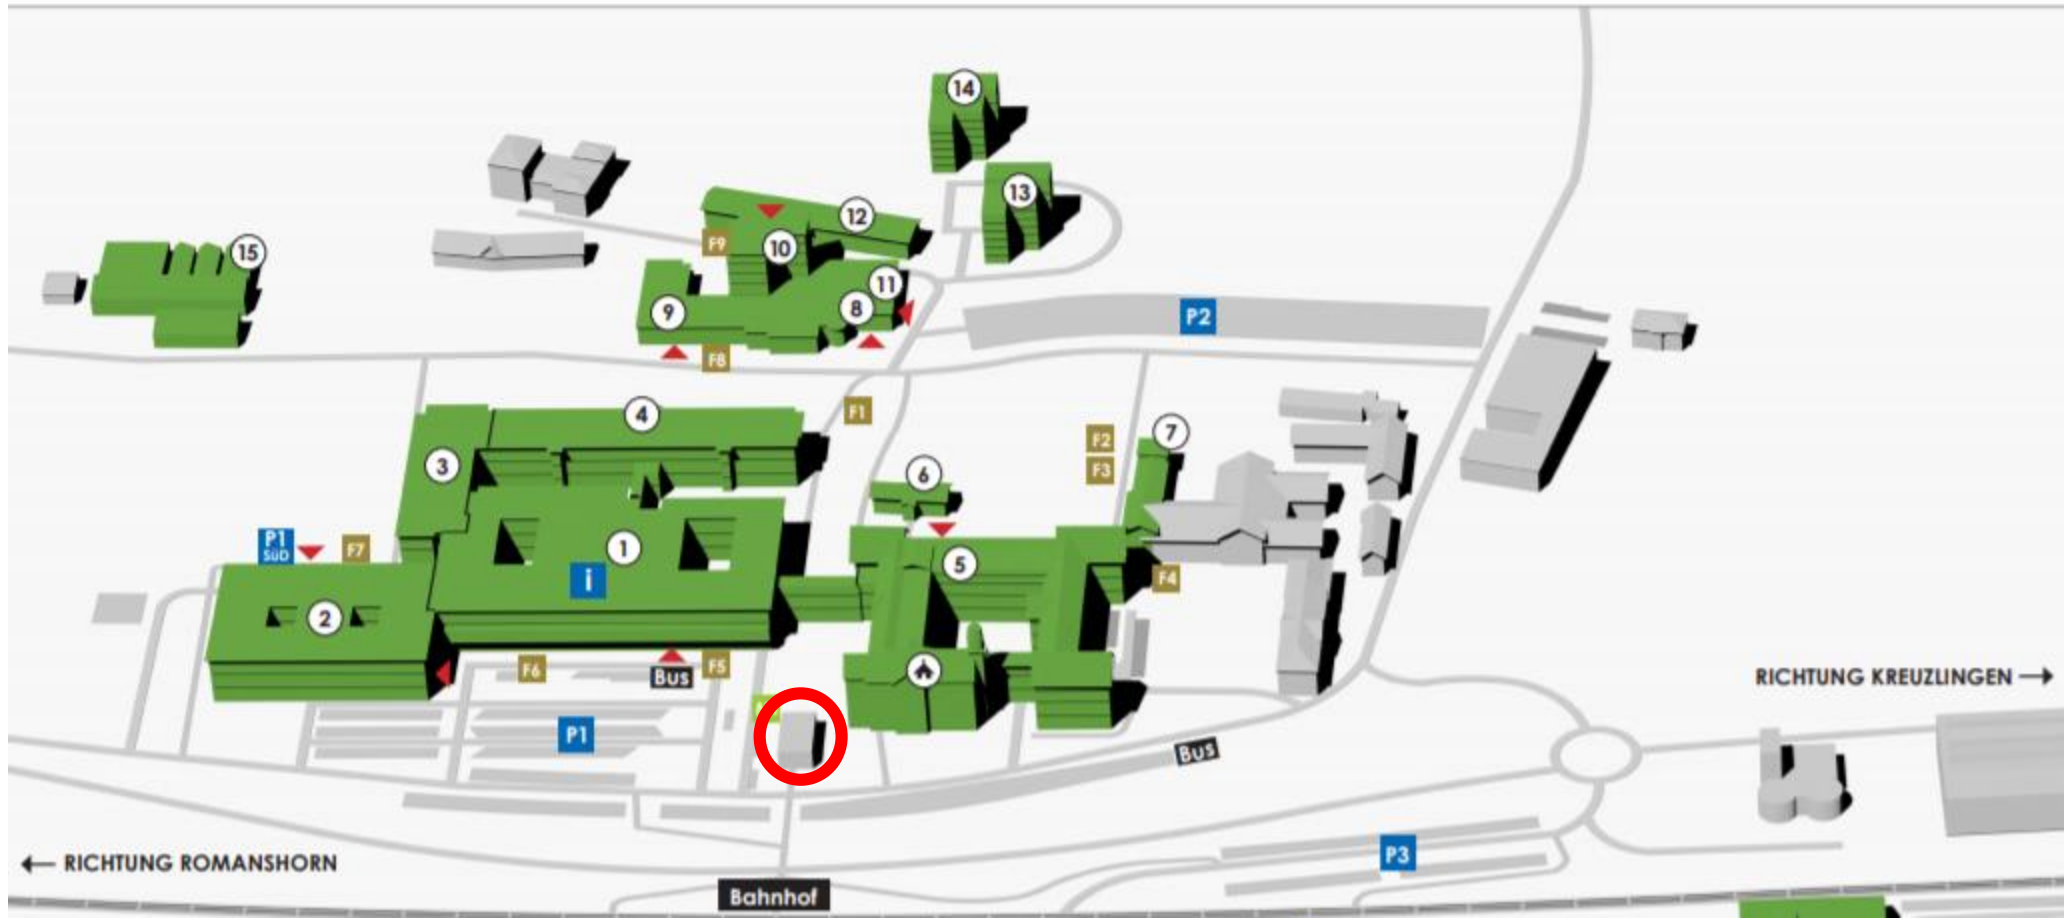 14
13
12
F9
10
15
11
9
8
P2
F8
4
F1
7
F2
3
F3
6
1
P1
SÜD
F7
5
i
F4
2
F6
Bus
F5
RICHTUNG KREUZLINGEN
P1
Bus
P3
RICHTUNG ROMANSHORN
Bahnhof